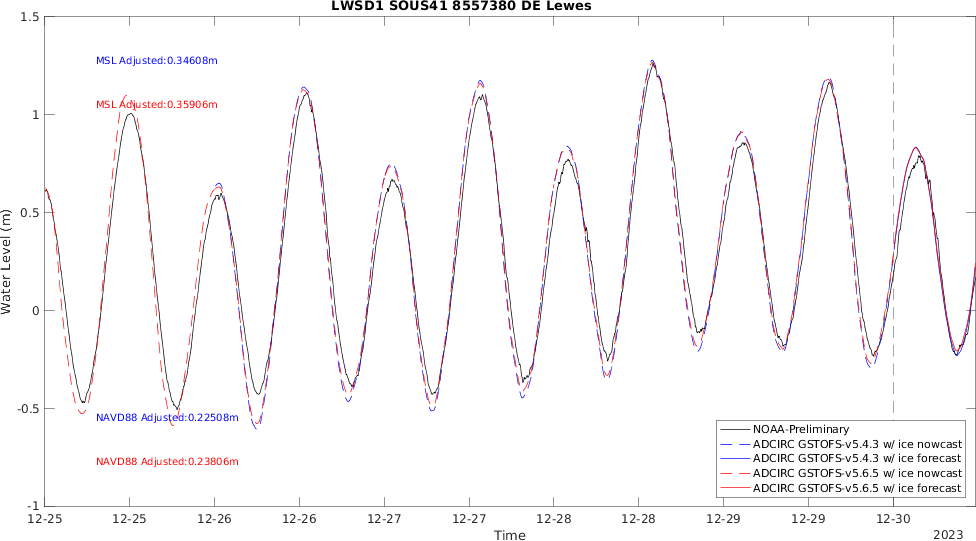 LWSD1 SOUS41 8557380 DE Lewes
1.5
MSL Adjusted:0.34608m
MSL Adjusted:0.35906m
1
0.5
Water Level (m)
0
-0.5
NAVD88 Adjusted:0.22508m
NAVD88 Adjusted:0.23806m
NOAA-Preliminary
ADCIRC GSTOFS-v5.4.3 w/ ice nowcast
ADCIRC GSTOFS-v5.4.3 w/ ice forecast
ADCIRC GSTOFS-v5.6.5 w/ ice nowcast
ADCIRC GSTOFS-v5.6.5 w/ ice forecast
-1
12-25 12-25 12-26 12-26 12-27 12-27 12-28 12-28 12-29 12-29 12-30
Time
2023